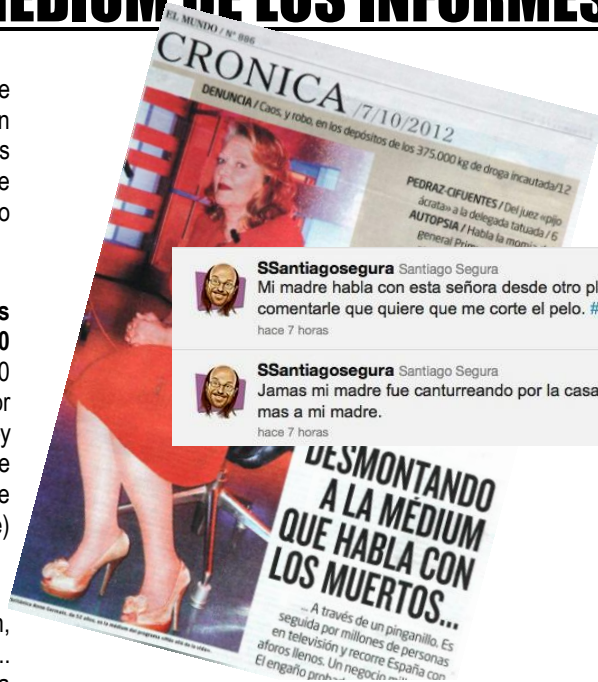 MEDIUM DE LOS INFORMES
EL MUNDO / Nº 886
CRONICA /7/10/2012
DENUNCIA / Caos, y robo, en los depósitos de los 375.000 kg de droga incautada/12
PEDRAZ-CIFUENTES / Del juez «pijo
ácrata» a la delegada tatuada / 6
AUTOPSIA / Habla la momia
general Prim
SSantiagosegura Santiago Segura
Mi madre habla con esta señora desde otro pl
comentarle que quiere que me corte el pelo. #
hace 7 horas
SSantiagosegura Santiago Segura
Jamas mi madre fue canturreando por la casa
mas a mi madre.
hace 7 horas
DESMONTANDO
A LA MÉDIUM
QUE HABLA CON
LOS MUERTOS...
... A través de un pinganillo. Es
seguida por millones de personas
en televisión y recorre España con
aforos llenos. Un negocio
El engaño
e
n
s
e
o
s
0
0
or
y
e
e
)
n,
..